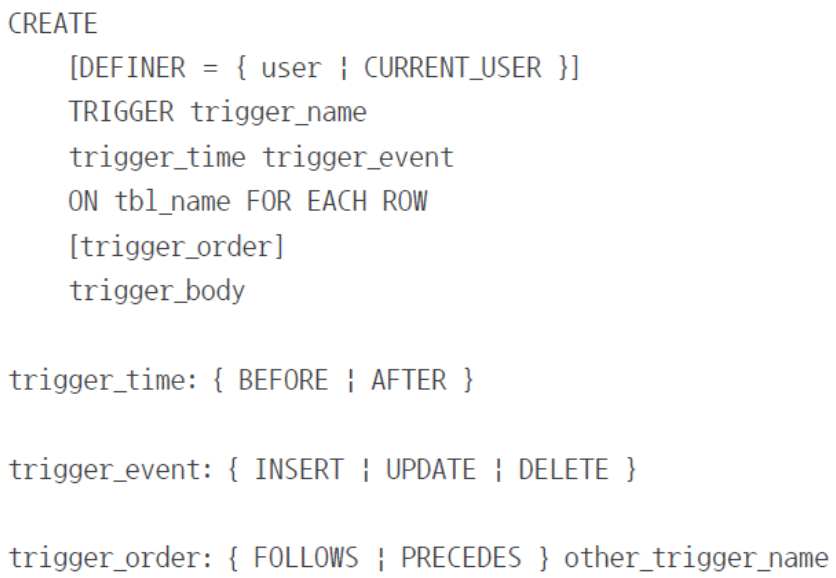 CREATE
[DEFINER = { user ¦ CURRENT_USER }]
TRIGGER trigger_name
trigger_time trigger_event
ON tbl_name FOR EACH ROW
[trigger_order]
trigger_body
trigger_time: { BEFORE ¦ AFTER }
trigger_event: { INSERT ¦ UPDATE ¦ DELETE }
trigger_order: { FOLLOWS ¦ PRECEDES } other_trigger_name